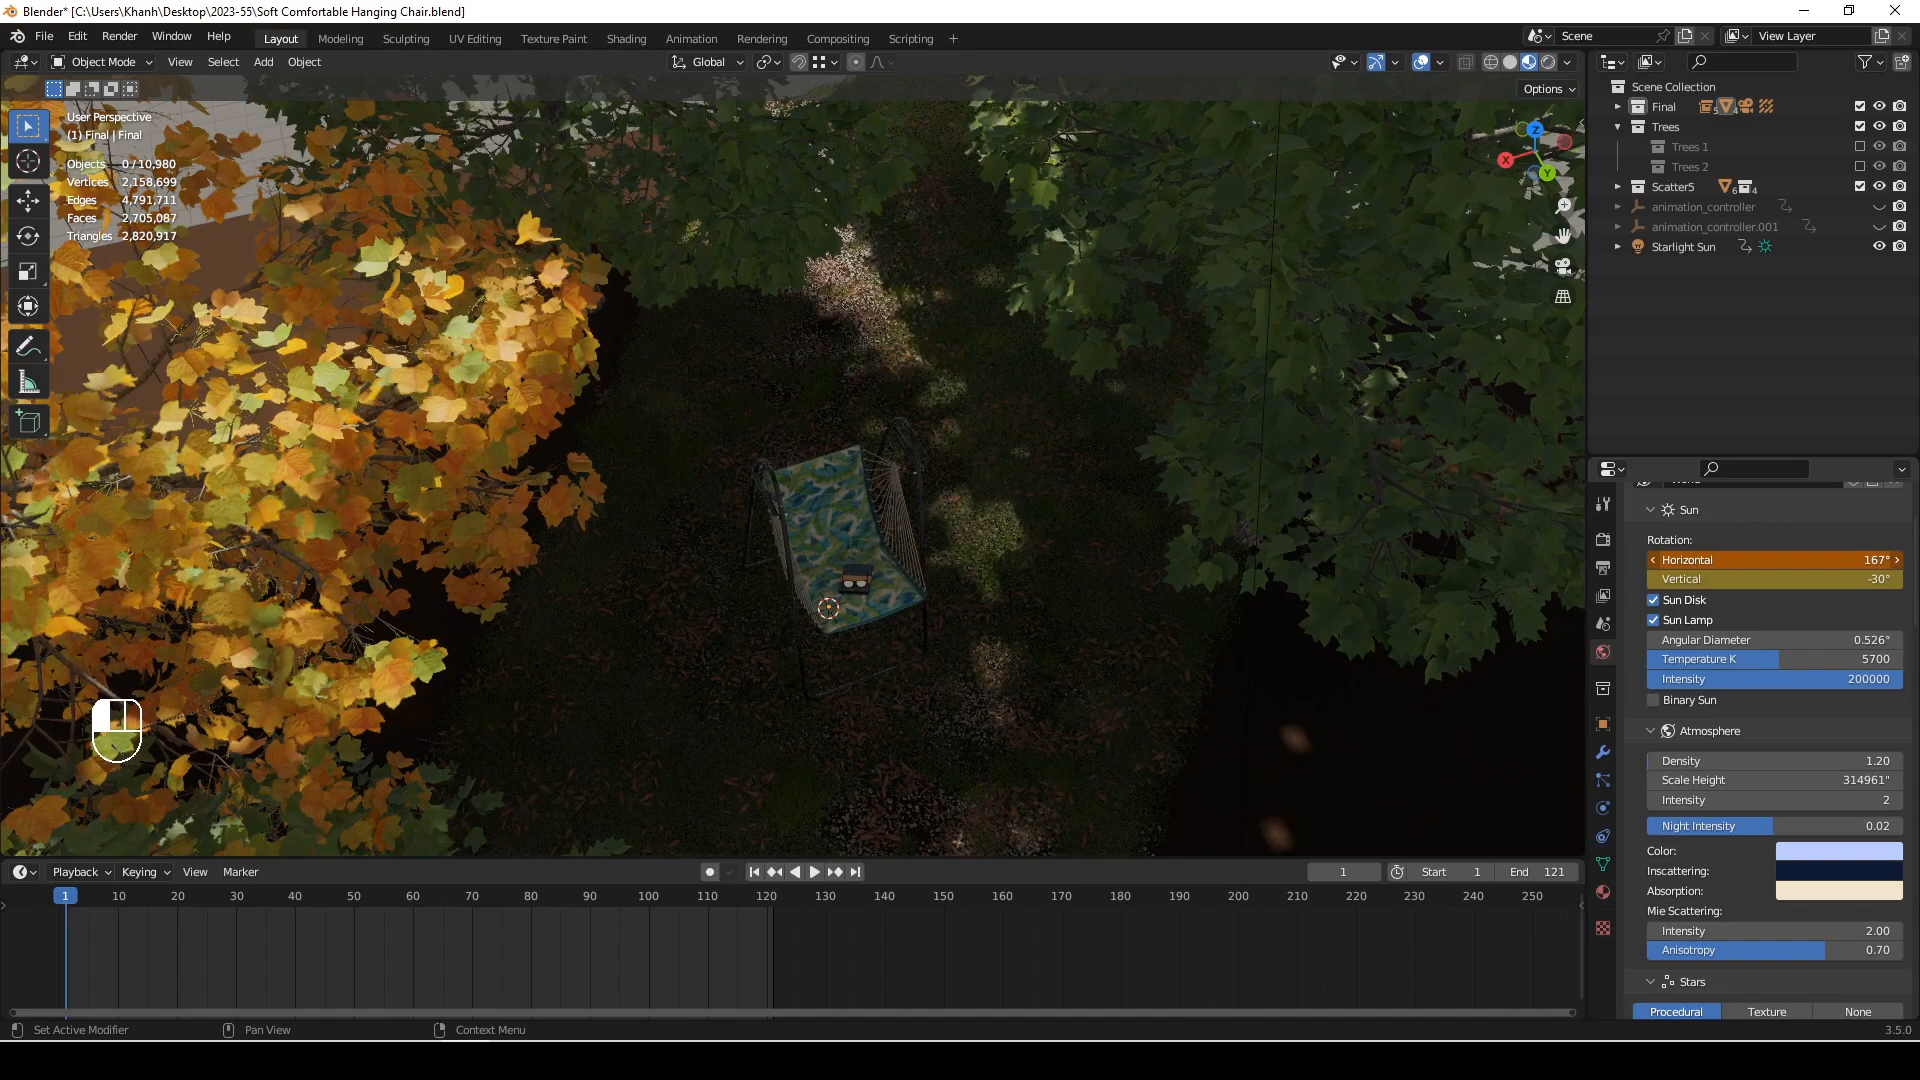 Blender* [C:\Users\Khanh\Desktop\2023-55\Soft Comfortable Hanging Chair.blend]
File Edit Render Window Help Layout Modeling Sculpting UV Editing Texture Paint Shading Animation Rendering Compositing Scripting + Scene View Layer
Object Mode View Select Add Object Global
Options
User Perspective
(1) Final | Final
Objects 0/10,980
Vertices 2,158,699
Edges 4,791,711
Faces 2,705,087
Triangles 2,820,917
Z
X
Y
Scene Collection
Final
Trees
Trees 1
Trees 2
Scatter5
animation_controller
animation_controller.001
Starlight Sun
Sun
Rotation:
Horizontal 167°
Vertical -30°
Sun Disk
Sun Lamp
Angular Diameter 0.526°
Temperature K 5700
Intensity 200000
Binary Sun
Atmosphere
Density 1.20
Scale Height 314961"
Intensity 2
Night Intensity 0.02
Color:
Inscattering:
Absorption:
Mie Scattering:
Intensity 2.00
Anisotropy 0.70
Stars
Procedural Texture None
Playback Keying View Marker 1 Start 1 End 121
1 10 20 30 40 50 60 70 80 90 100 110 120 130 140 150 160 170 180 190 200 210 220 230 240 250
Set Active Modifier Pan View Context Menu 3.5.0